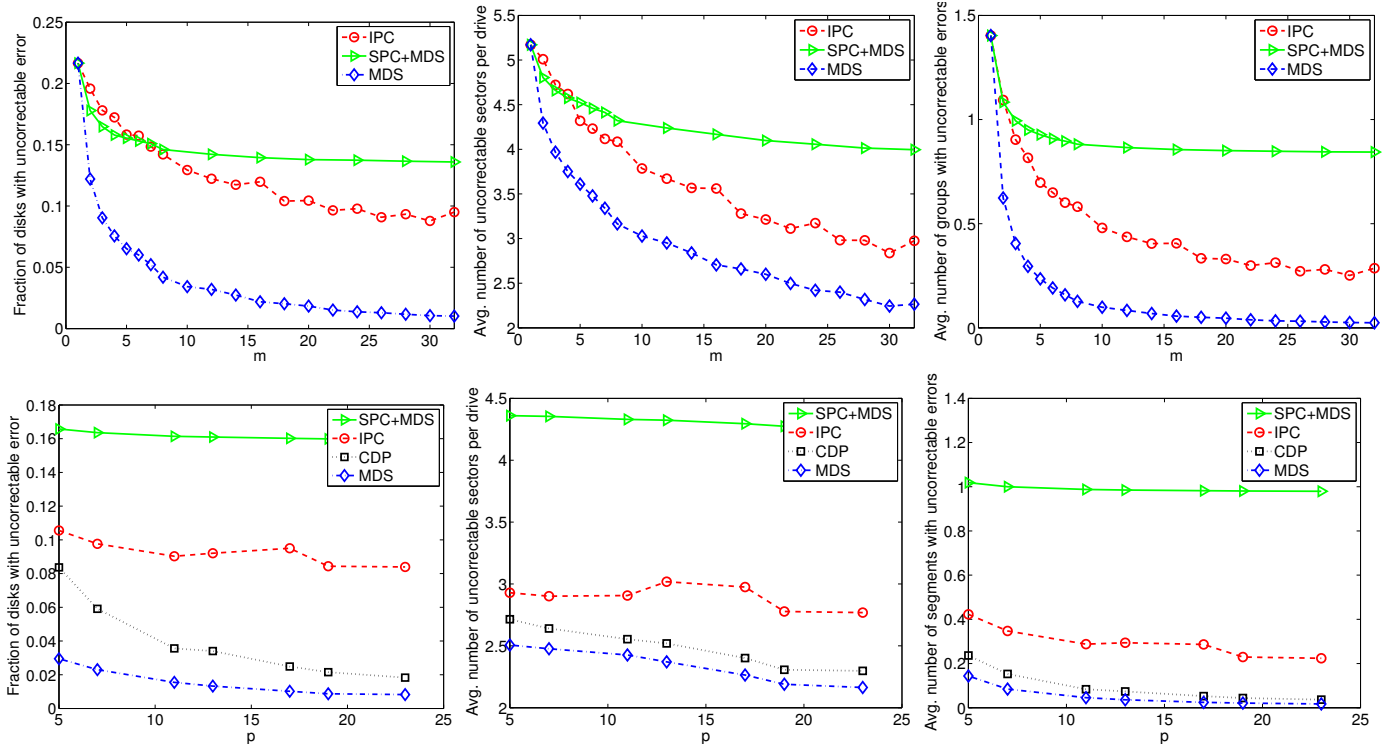 Fraction of disks with uncorrectable error
0.25
0.2
0.15
0.1
0.05
0
0 5 10 15 20 25 30
m
IPC
SPC+MDS
MDS
Avg. number of uncorrectable sectors per drive
5.5
5
4.5
4
3.5
3
2.5
2
0 5 10 15 20 25 30
m
IPC
SPC+MDS
MDS
Avg. number of groups with uncorrectable errors
1.5
1
0.5
0
0 5 10 15 20 25 30
m
IPC
SPC+MDS
MDS
Fraction of disks with uncorrectable error
0.18
0.16
0.14
0.12
0.1
0.08
0.06
0.04
0.02
0
5 10 15 20 25
p
SPC+MDS
IPC
CDP
MDS
Avg. number of uncorrectable sectors per drive
4.5
4
3.5
3
2.5
2
5 10 15 20 25
p
SPC+MDS
IPC
CDP
MDS
Avg. number of segments with uncorrectable errors
1.4
1.2
1
0.8
0.6
0.4
0.2
0
5 10 15 20 25
p
SPC+MDS
IPC
CDP
MDS